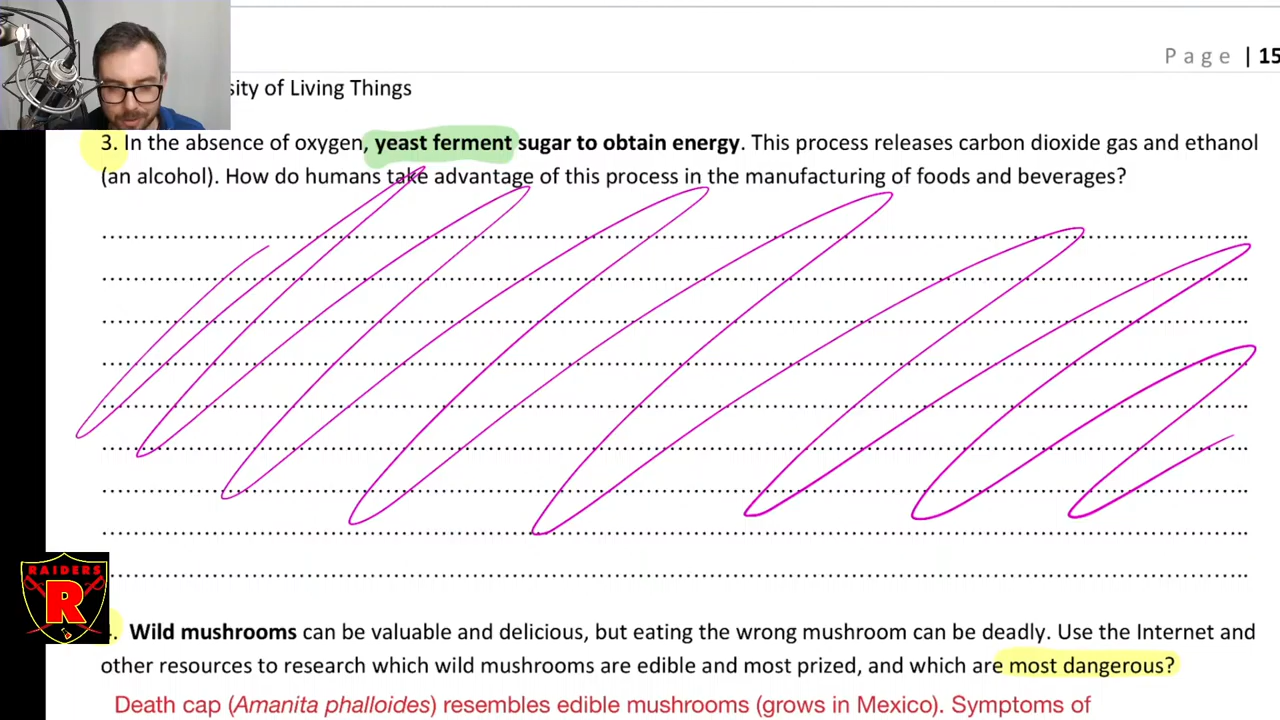 Page | 15
sity of Living Things
3. In the absence of oxygen, yeast ferment sugar to obtain energy. This process releases carbon dioxide gas and ethanol
(an alcohol). How do humans take advantage of this process in the manufacturing of foods and beverages?
RAIDERS
R
. Wild mushrooms can be valuable and delicious, but eating the wrong mushroom can be deadly. Use the Internet and
other resources to research which wild mushrooms are edible and most prized, and which are most dangerous?
Death cap (Amanita phalloides) resembles edible mushrooms (grows in Mexico). Symptoms of